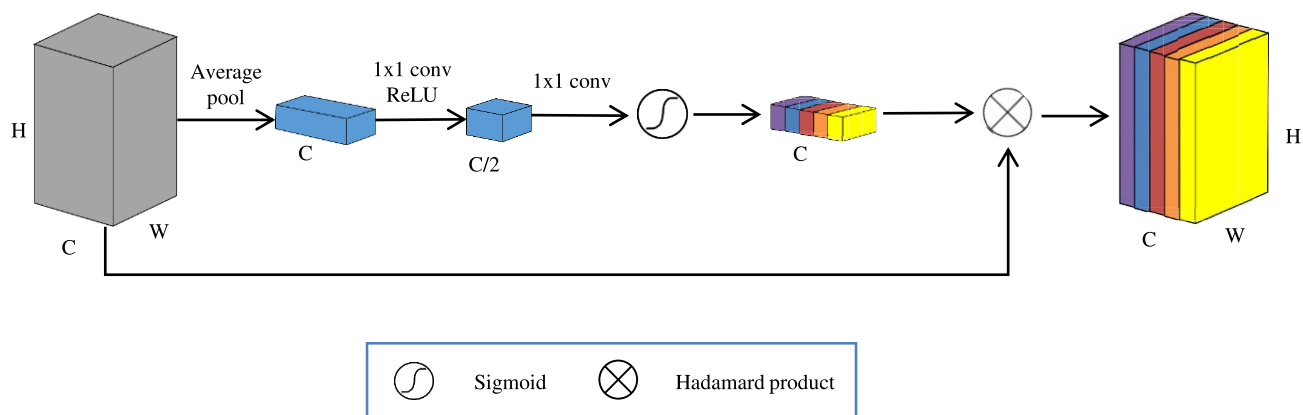 H
C
W
Average
pool
C
1x1 conv
ReLU
C/2
1x1 conv
C
H
C
W
Sigmoid
Hadamard product